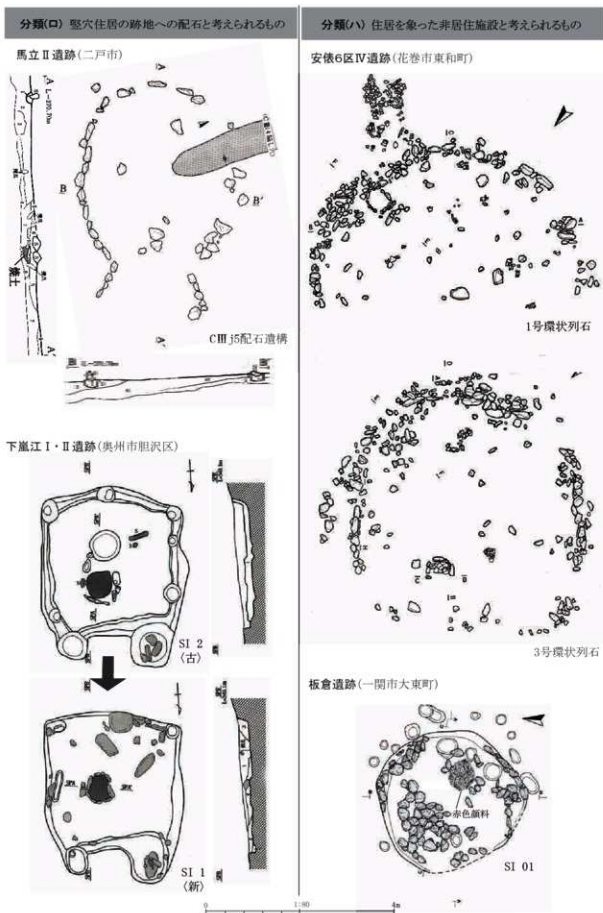 分類(ロ) 竪穴住居の跡地への配石と考えられるもの
馬立Ⅱ遺跡(二戸市)
A
A
A
B
B'
焼土
A'
A'
CⅢj5配石遺構
下嵐江Ⅰ・Ⅱ遺跡(奥州市胆沢区)
SI 2
(古)
SI 1
(新)
分類(ハ) 住居を象った非居住施設と考えられるもの
安俵6区Ⅳ遺跡(花巻市東和町)
1号環状列石
3号環状列石
板倉遺跡(一関市大東町)
赤色顔料
SI 01
0 1:80 4m